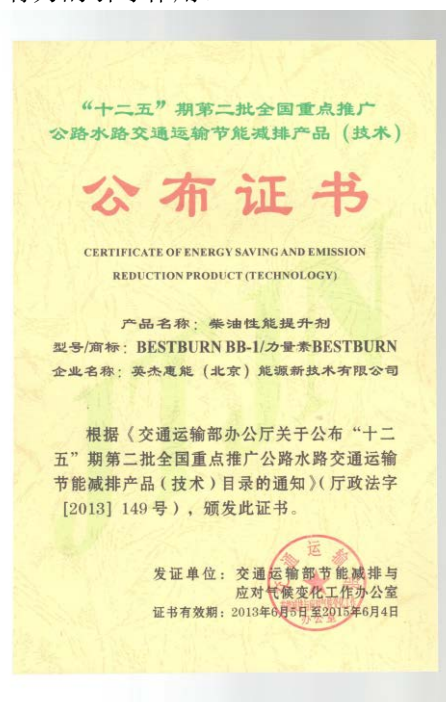 “十二五”期第二批全国重点推广
公路水路交通运输节能减排产品（技术）
公布证书
CERTIFICATE OF ENERGY SAVING AND EMISSION
REDUCTION PRODUCT (TECHNOLOGY)
产品名称：柴油性能提升剂
型号/商标：BESTBURN BB-1/力量素BESTBURN
企业名称：英杰惠能（北京）能源新技术有限公司
根据《交通运输部办公厅关于公布“十二
五”期第二批全国重点推广公路水路交通运输
节能减排产品（技术）目录的通知》（厅政法字
[2013] 149号），颁发此证书。
发证单位：交通运输部节能减排与
应对气候变化工作办公室
证书有效期：2013年6月5日至2015年6月4日